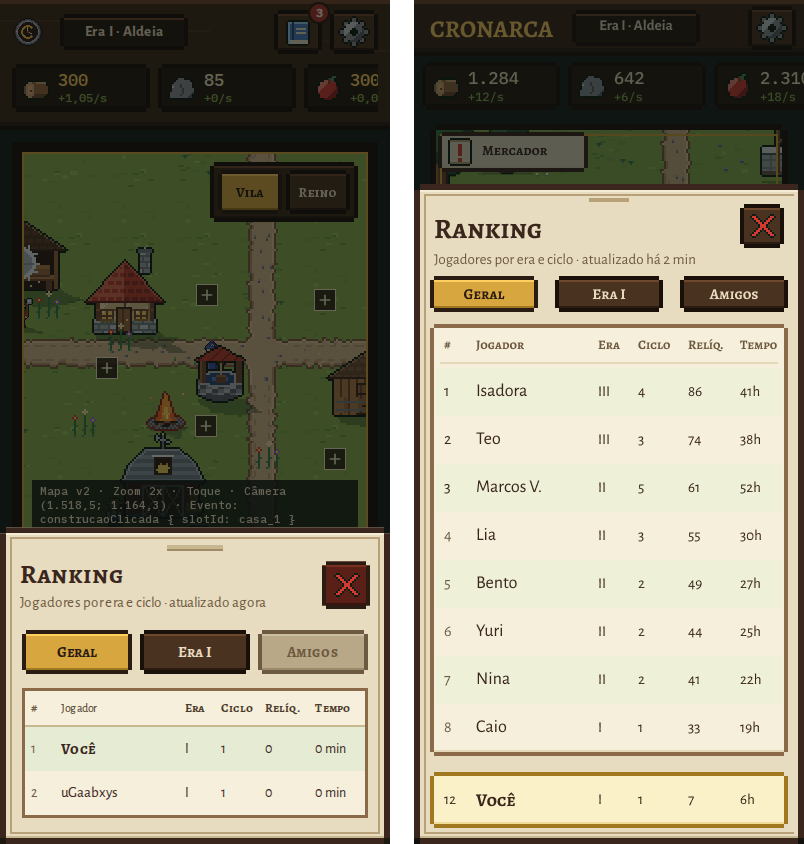 Era I · Aldeia
3
300
+1,05/s
85
+0/s
300
+0,0
Vila
Reino
Mapa v2 · Zoom 2x · Toque · Câmera
(1.518,5; 1.164,3) · Evento:
construcaoClicada { slotId: casa_1 }
Ranking
Jogadores por era e ciclo · atualizado agora
Geral
Era I
Amigos
# Jogador Era Ciclo Relíq. Tempo
1 Você I 1 0 0 min
2 uGaabxys I 1 0 0 min
CRONARCA
Era I · Aldeia
1.284
+12/s
642
+6/s
2.310
+18/s
Mercador
Ranking
Jogadores por era e ciclo · atualizado há 2 min
Geral
Era I
Amigos
# Jogador Era Ciclo Relíq. Tempo
1 Isadora III 4 86 41h
2 Teo III 3 74 38h
3 Marcos V. II 5 61 52h
4 Lia II 3 55 30h
5 Bento II 2 49 27h
6 Yuri II 2 44 25h
7 Nina II 2 41 22h
8 Caio I 1 33 19h
12 Você I 1 7 6h